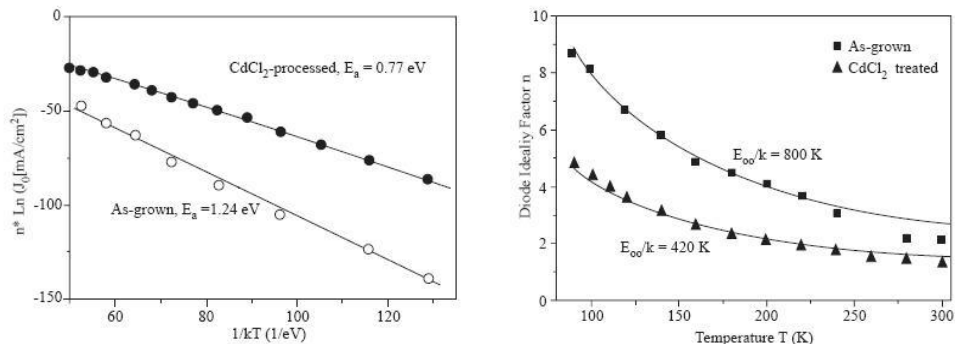 0
-50
-100
-150
n* Ln (J₀[mA/cm²])
CdCl₂-processed, Eₐ = 0.77 eV
As-grown, Eₐ =1.24 eV
60
80
100
120
1/kT (1/eV)
10
8
6
4
2
0
Diode Idealiy Factor n
As-grown
CdCl₂ treated
Eₒₒ/k = 800 K
Eₒₒ/k = 420 K
100
150
200
250
300
Temperature T (K)